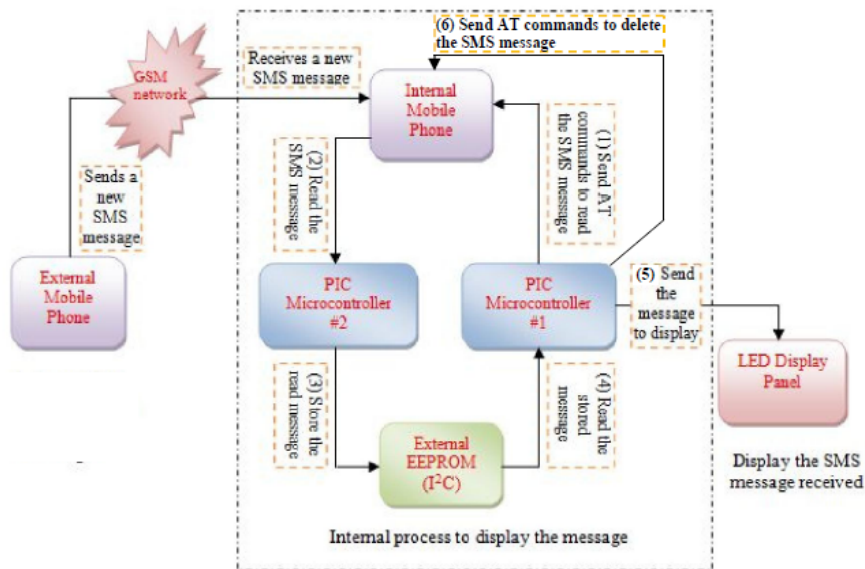 (6) Send AT commands to delete
the SMS message
GSM
network
Receives a new
SMS message
Internal
Mobile
Phone
Sends a
new
SMS
message
(2) Read the
SMS message
(1) Send AT
commands to read
the SMS message
External
Mobile
Phone
PIC
Microcontroller
#2
PIC
Microcontroller
#1
(5) Send
the
message
to display
LED Display
Panel
(3) Store the
read message
(4) Read the
stored
message
External
EEPROM
(I²C)
Display the SMS
message received
Internal process to display the message